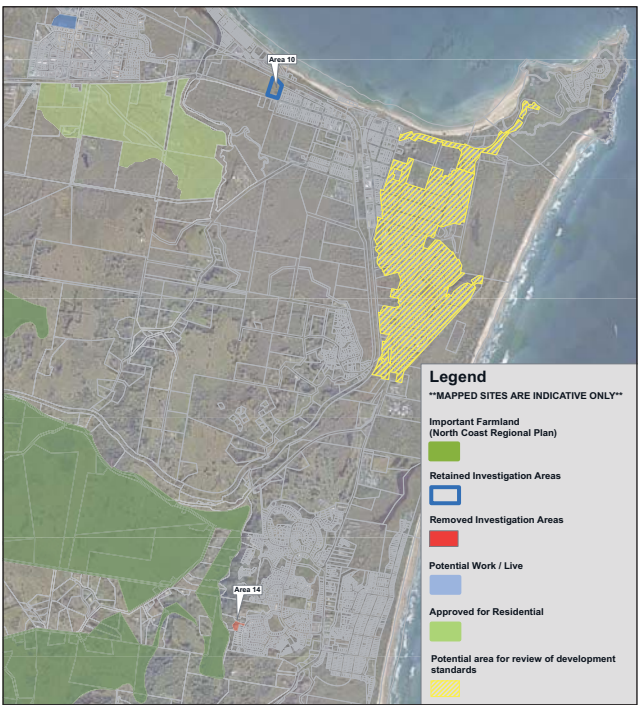 Area 10
Area 14
Legend
**MAPPED SITES ARE INDICATIVE ONLY**
Important Farmland
(North Coast Regional Plan)
Retained Investigation Areas
Removed Investigation Areas
Potential Work / Live
Approved for Residential
Potential area for review of development
standards